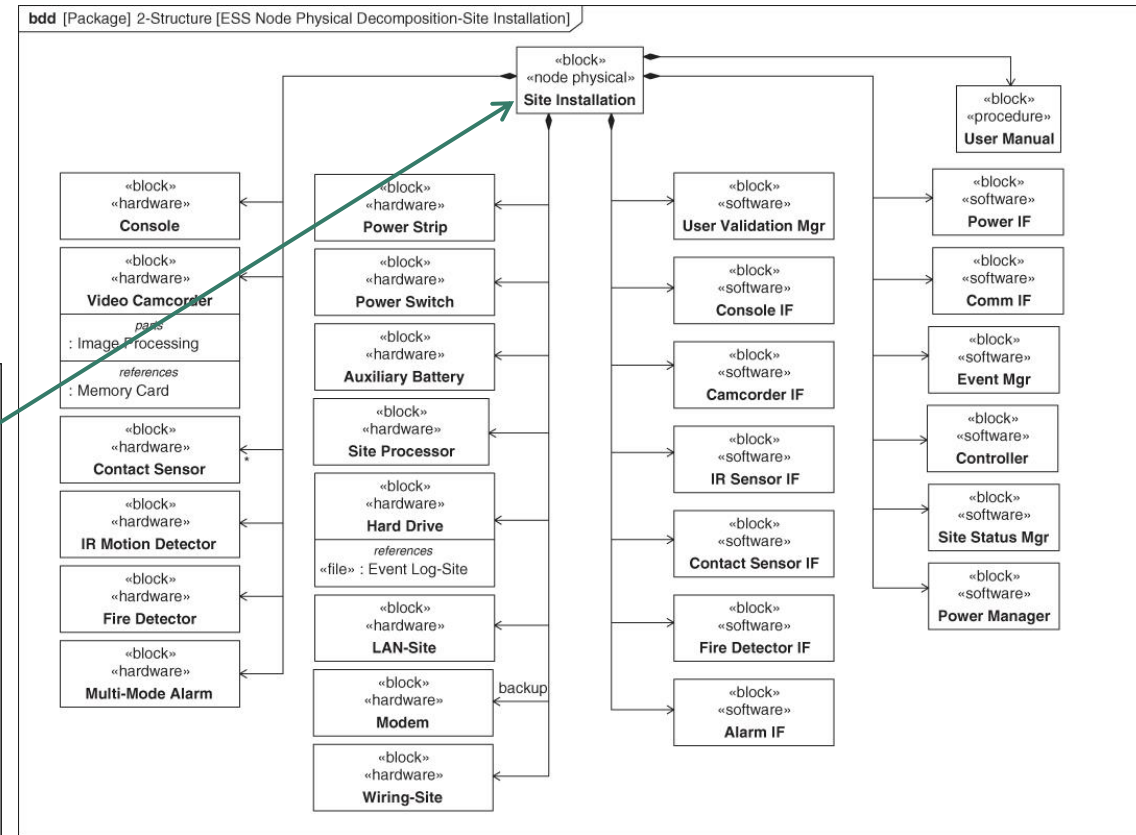 bdd [Package] 2-Structure [ESS Node Physical Decomposition-Site Installation]
«block»
«node physical»
Site Installation
«block»
«procedure»
User Manual
«block»
«hardware»
Console
«block»
«hardware»
Video Camcorder
parts
: Image Processing
references
: Memory Card
«block»
«hardware»
Contact Sensor
*
«block»
«hardware»
IR Motion Detector
«block»
«hardware»
Fire Detector
«block»
«hardware»
Multi-Mode Alarm
«block»
«hardware»
Power Strip
«block»
«hardware»
Power Switch
«block»
«hardware»
Auxiliary Battery
«block»
«hardware»
Site Processor
«block»
«hardware»
Hard Drive
references
«file» : Event Log-Site
«block»
«hardware»
LAN-Site
«block»
«hardware»
Modem
backup
«block»
«hardware»
Wiring-Site
«block»
«software»
User Validation Mgr
«block»
«software»
Console IF
«block»
«software»
Camcorder IF
«block»
«software»
IR Sensor IF
«block»
«software»
Contact Sensor IF
«block»
«software»
Fire Detector IF
«block»
«software»
Alarm IF
«block»
«software»
Power IF
«block»
«software»
Comm IF
«block»
«software»
Event Mgr
«block»
«software»
Controller
«block»
«software»
Site Status Mgr
«block»
«software»
Power Manager